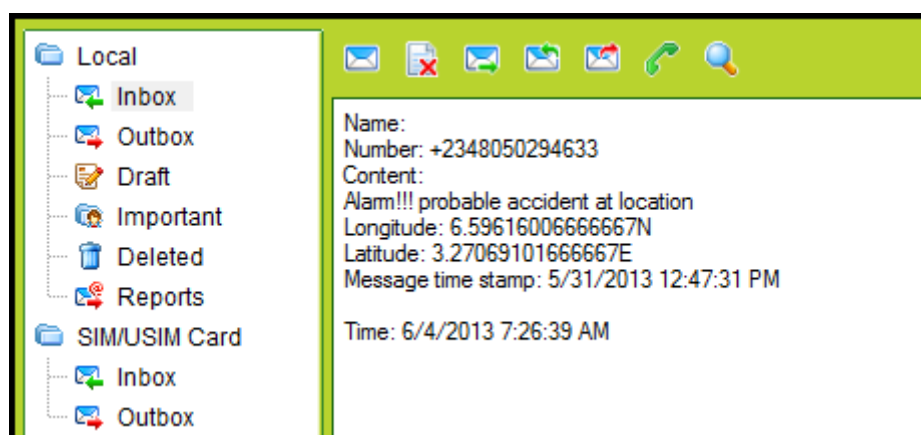 Local
Inbox
Outbox
Draft
Important
Deleted
Reports
SIM/USIM Card
Inbox
Outbox
Name:
Number: +2348050294633
Content:
Alarm!!! probable accident at location
Longitude: 6.59616006666667N
Latitude: 3.27069101666667E
Message time stamp: 5/31/2013 12:47:31 PM
Time: 6/4/2013 7:26:39 AM